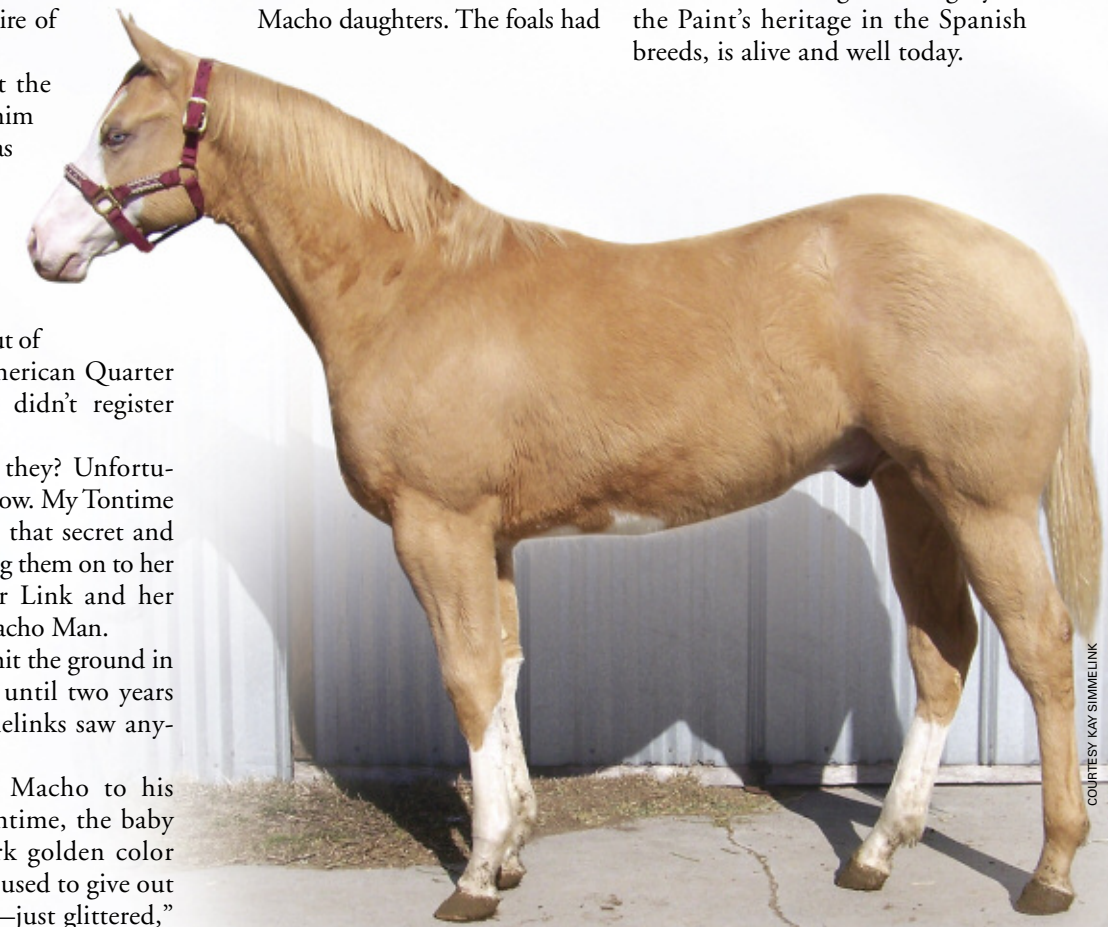 ire of
t the
him
as
ut of
merican Quarter
didn’t register
they? Unfortu-
ow. My Tontime
that secret and
g them on to her
r Link and her
acho Man.
hit the ground in
until two years
elinks saw any-
Macho to his
ntime, the baby
rk golden color
used to give out
—just glittered,”
Macho daughters. The foals had
the Paint’s heritage in the Spanish
breeds, is alive and well today.
COURTESY KAY SIMMELINK